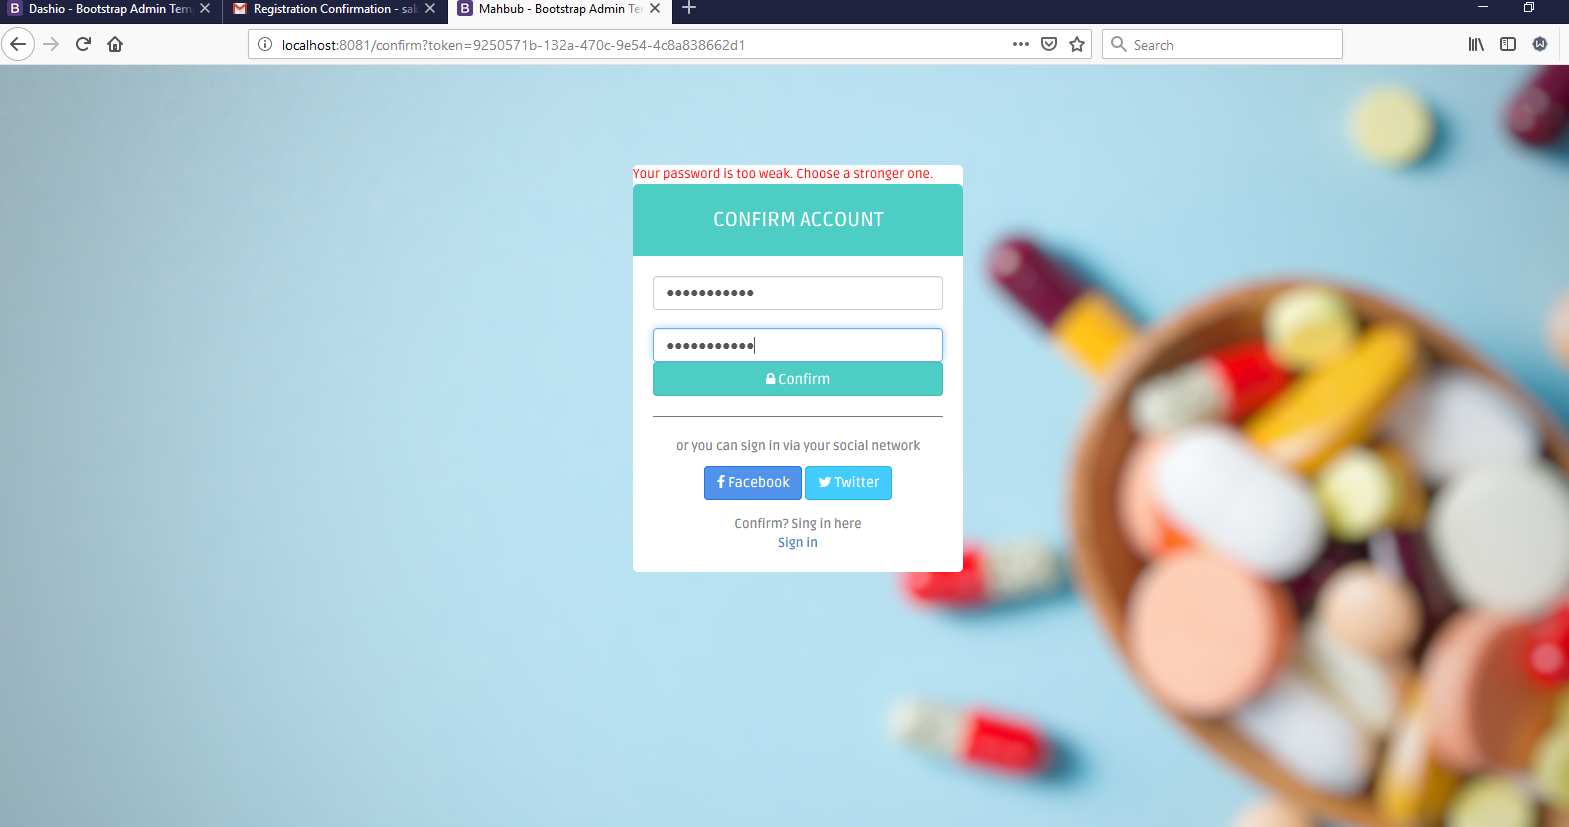 Dashio - Bootstrap Admin Tem
Registration Confirmation - sak
Mahbub - Bootstrap Admin Te
localhost:8081/confirm?token=9250571b-132a-470c-9e54-4c8a838662d1
Search
Your password is too weak. Choose a stronger one.
CONFIRM ACCOUNT
Confirm
or you can sign in via your social network
Facebook
Twitter
Confirm? Sing in here
Sign in